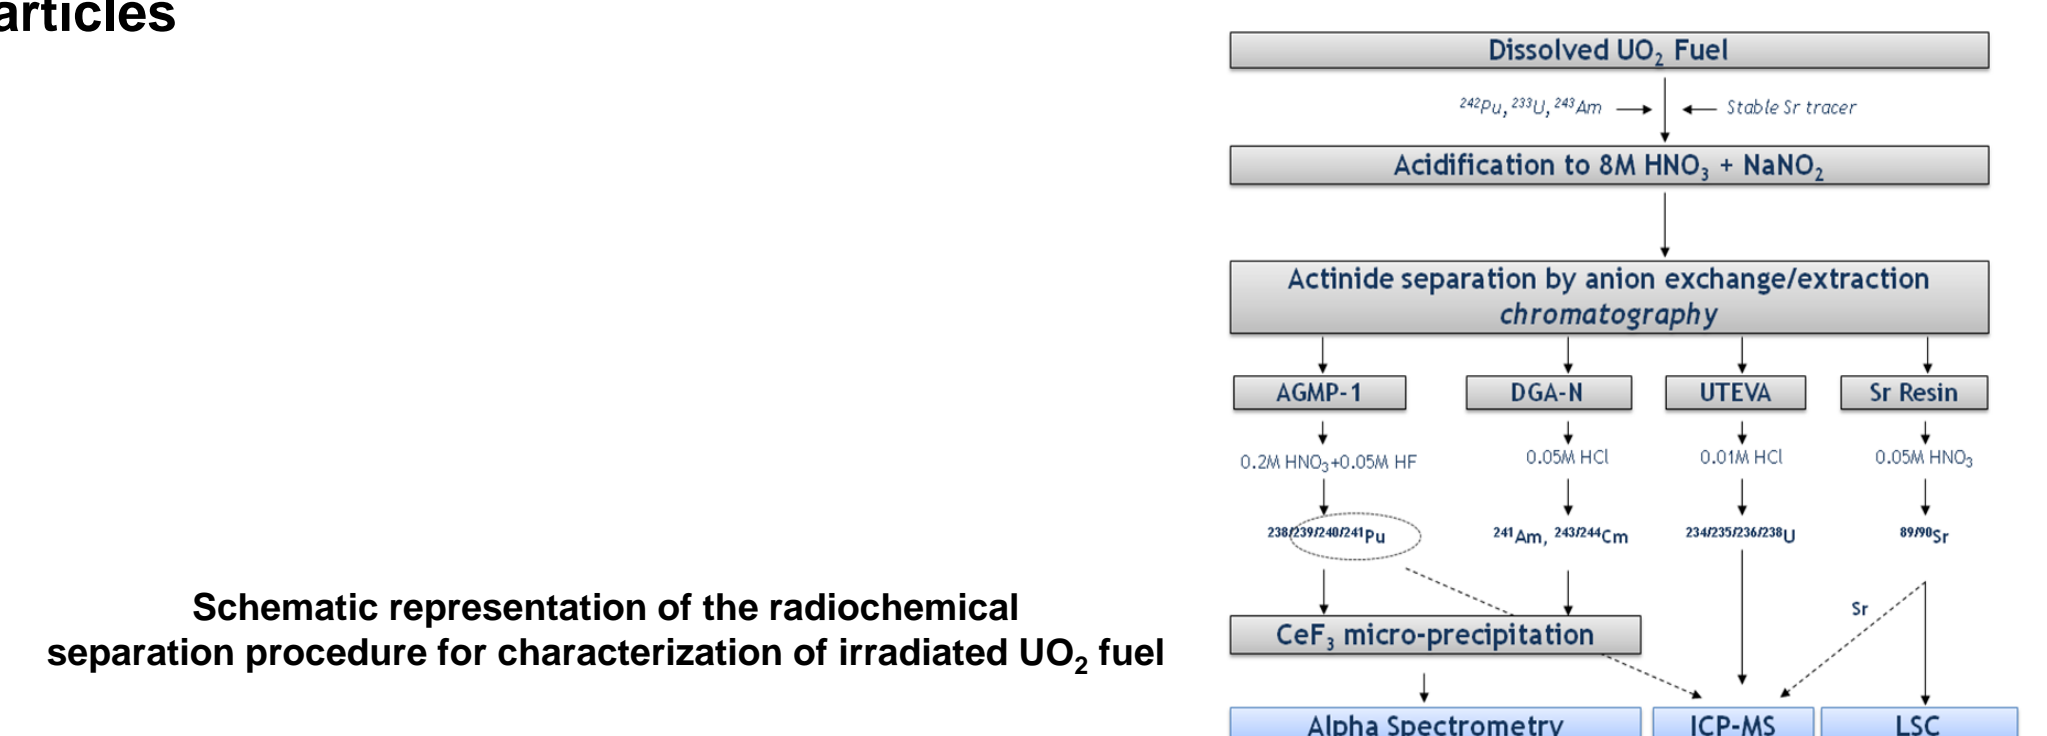 articles
Dissolved UO₂ Fuel
²⁴²Pu, ²³³U, ²⁴³Am
Stable Sr tracer
Acidification to 8M HNO₃ + NaNO₂
Actinide separation by anion exchange/extraction
chromatography
AGMP-1
DGA-N
UTEVA
Sr Resin
0.2M HNO₃+0.05M HF
0.05M HCl
0.01M HCl
0.05M HNO₃
²³⁸/²³⁹/²⁴⁰/²⁴¹Pu
²⁴¹Am, ²⁴³/²⁴⁴Cm
²³⁴/²³⁵/²³⁶/²³⁸U
⁸⁹/⁹⁰Sr
Sr
CeF₃ micro-precipitation
Alpha Spectrometry
ICP-MS
LSC
Schematic representation of the radiochemical
separation procedure for characterization of irradiated UO₂ fuel